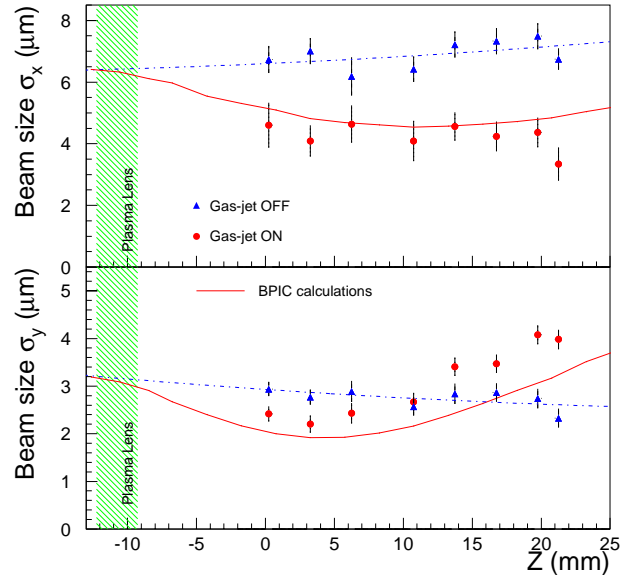 Beam size σx (μm)
8
6
4
2
0
Plasma Lens
Gas-jet OFF
Gas-jet ON
Beam size σy (μm)
5
4
3
2
1
0
Plasma Lens
BPIC calculations
-10 -5 0 5 10 15 20 25
Z (mm)